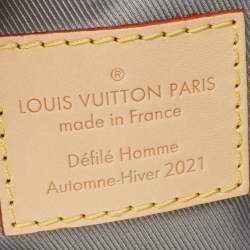 ®
LOUIS VUITTON PARIS
made in France
Défilé Homme
Automne-Hiver 2021